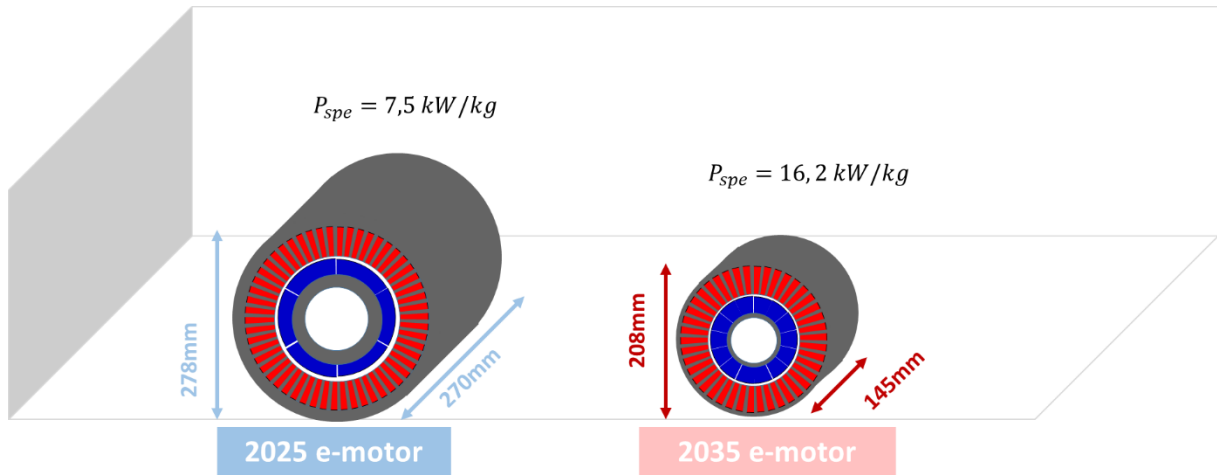 P_spe = 7,5 kW/kg
P_spe = 16, 2 kW/kg
278mm
270mm
208mm
145mm
2025 e-motor
2035 e-motor